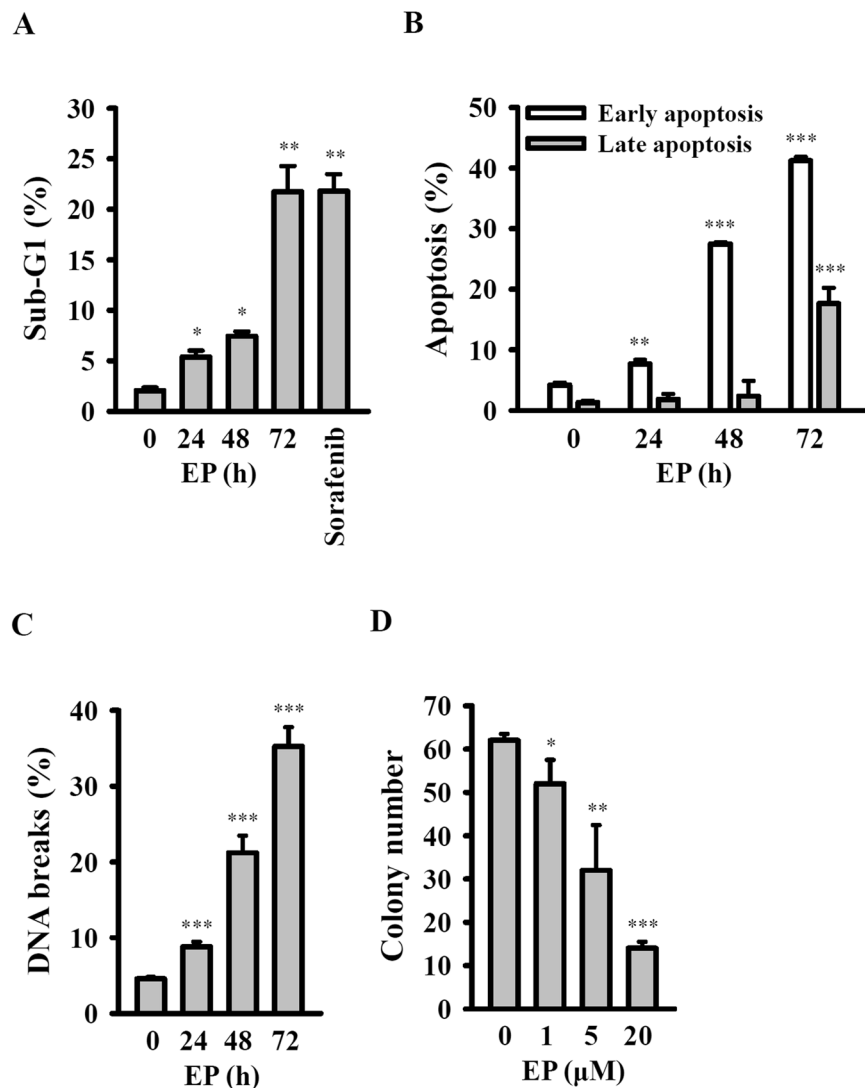 A
Sub-G1 (%)
30
25
20
15
10
5
0
*
*
**
**
0 24 48 72 Sorafenib
EP (h)
B
Apoptosis (%)
50
40
30
20
10
0
Early apoptosis
Late apoptosis
**
***
***
***
0 24 48 72
EP (h)
C
DNA breaks (%)
40
30
20
10
0
***
***
***
0 24 48 72
EP (h)
D
Colony number
70
60
50
40
30
20
10
0
*
**
***
0 1 5 20
EP (µM)